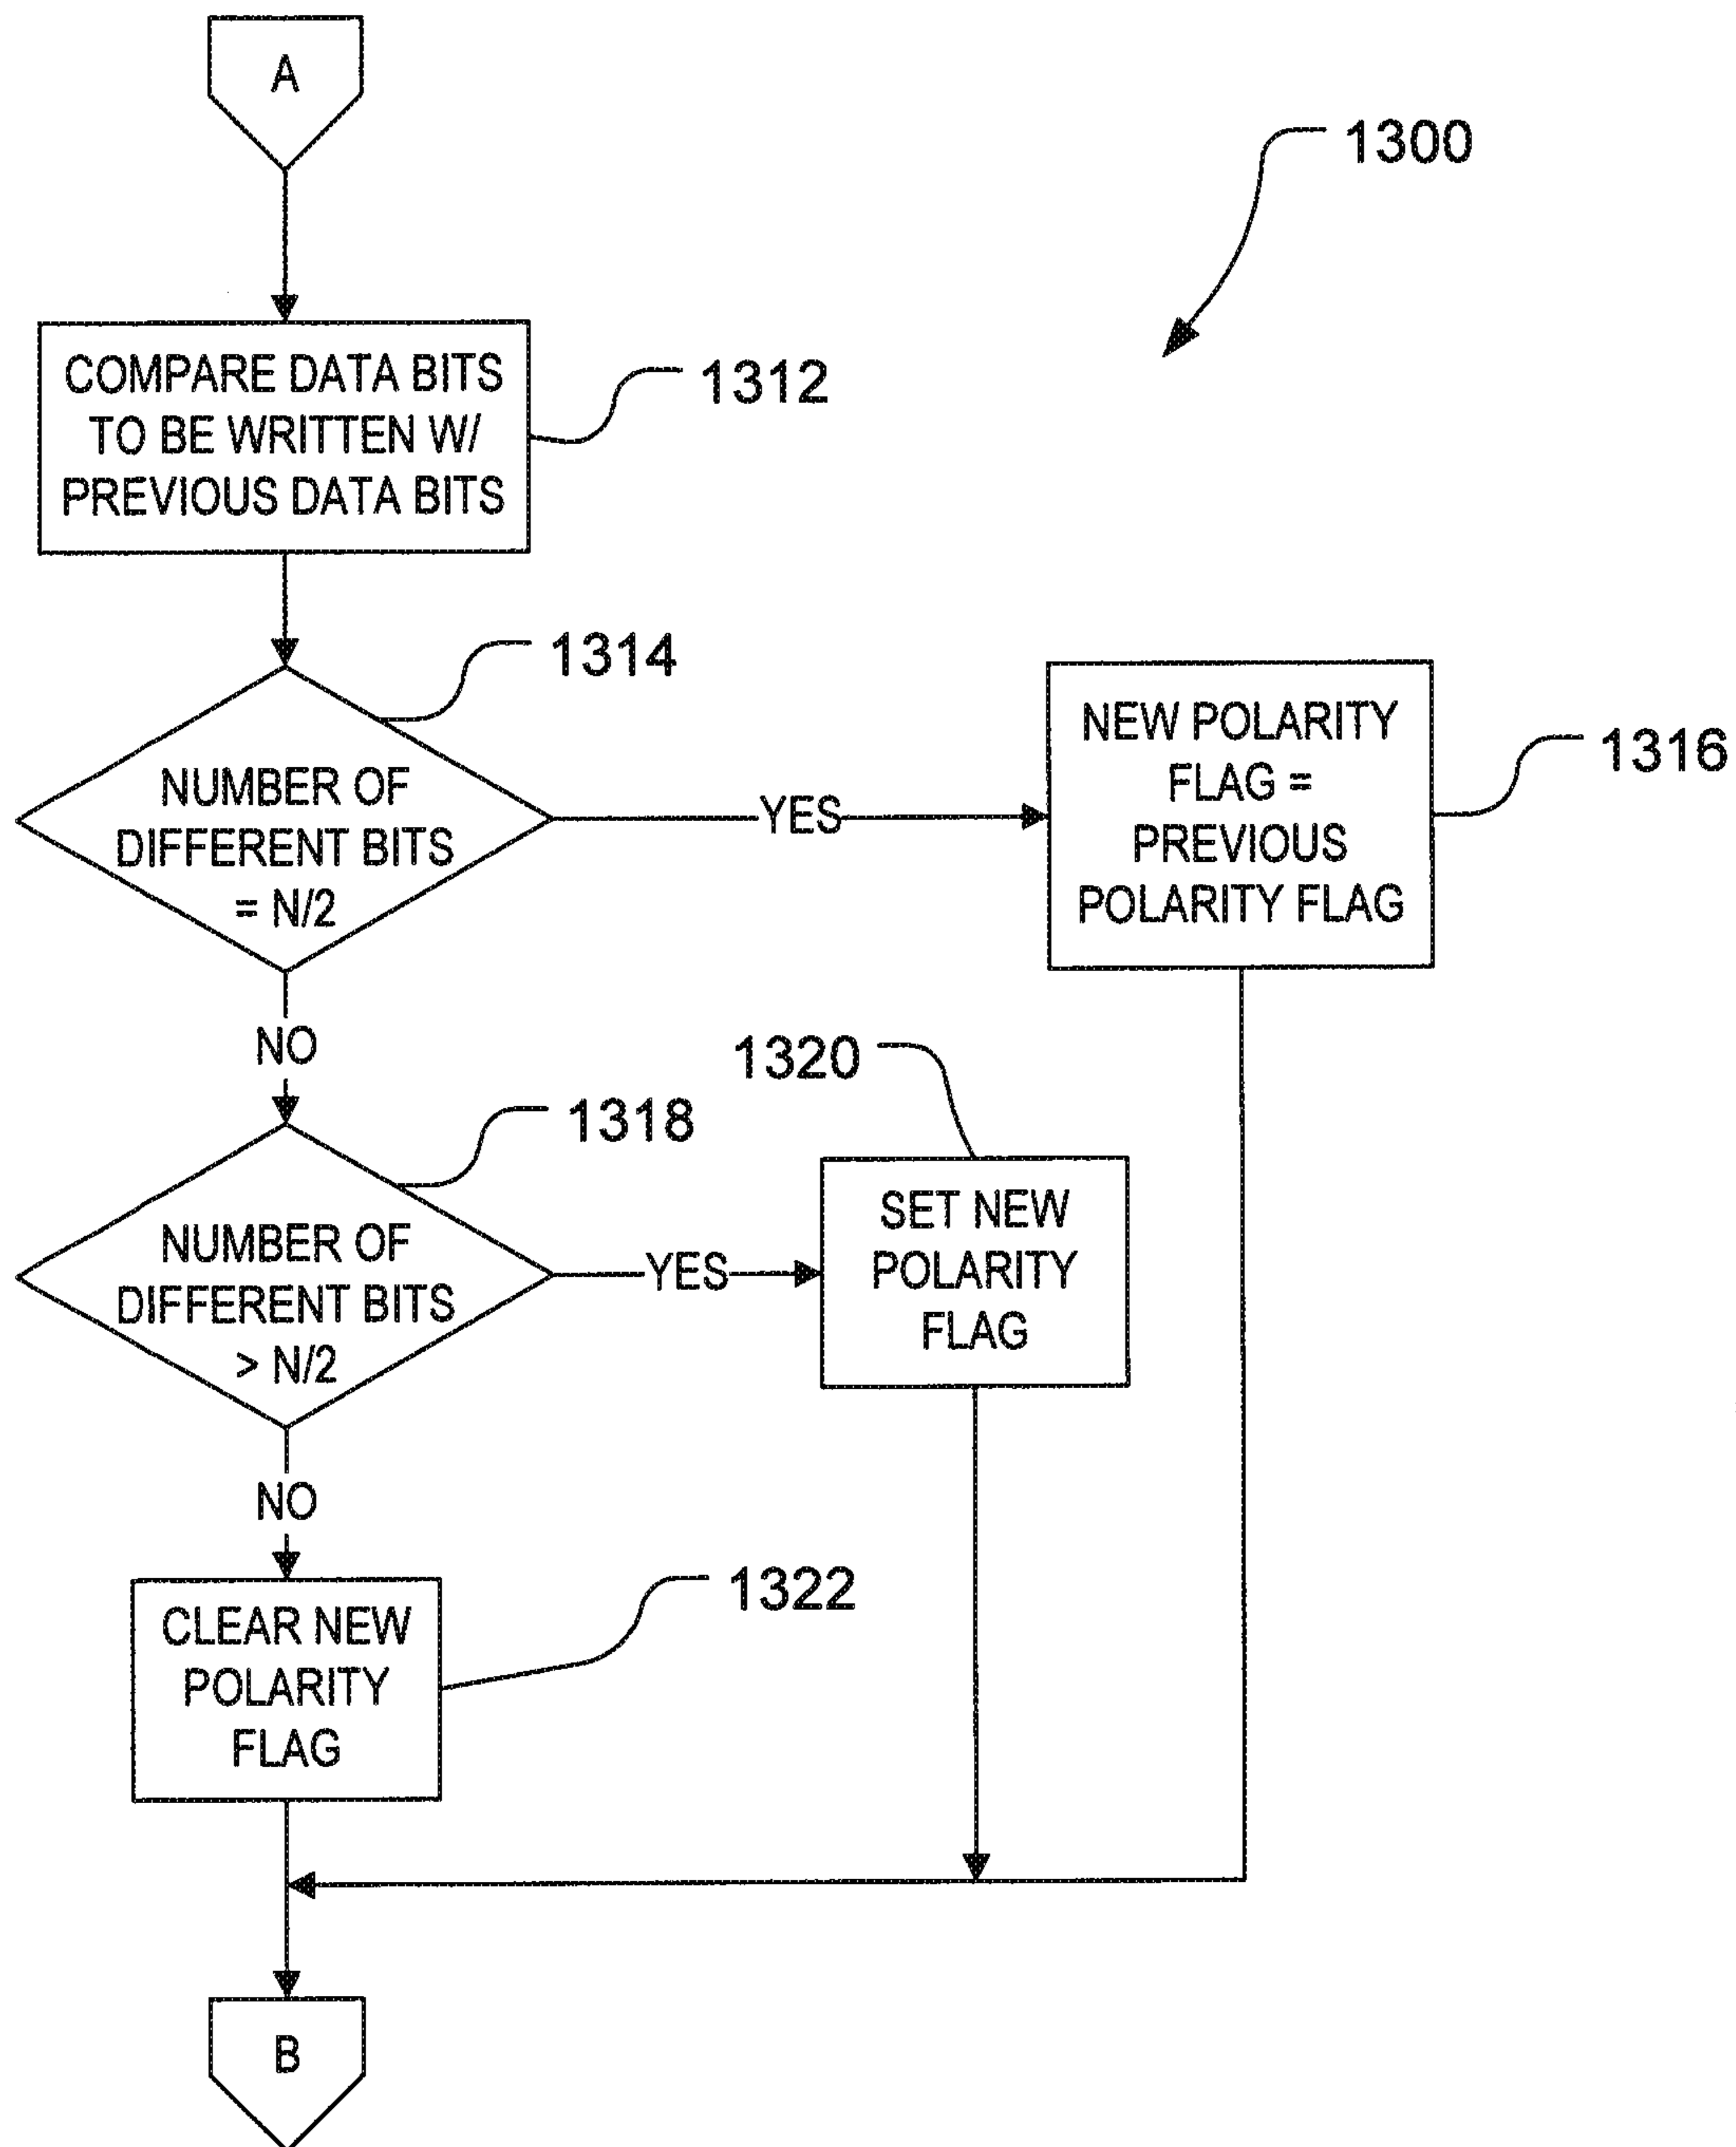 A
1300
COMPARE DATA BITS
TO BE WRITTEN W/
PREVIOUS DATA BITS
1312
1314
NUMBER OF
DIFFERENT BITS
= N/2
YES
NEW POLARITY
FLAG =
PREVIOUS
POLARITY FLAG
1316
NO
1318
NUMBER OF
DIFFERENT BITS
> N/2
YES
1320
SET NEW
POLARITY
FLAG
NO
CLEAR NEW
POLARITY
FLAG
1322
B